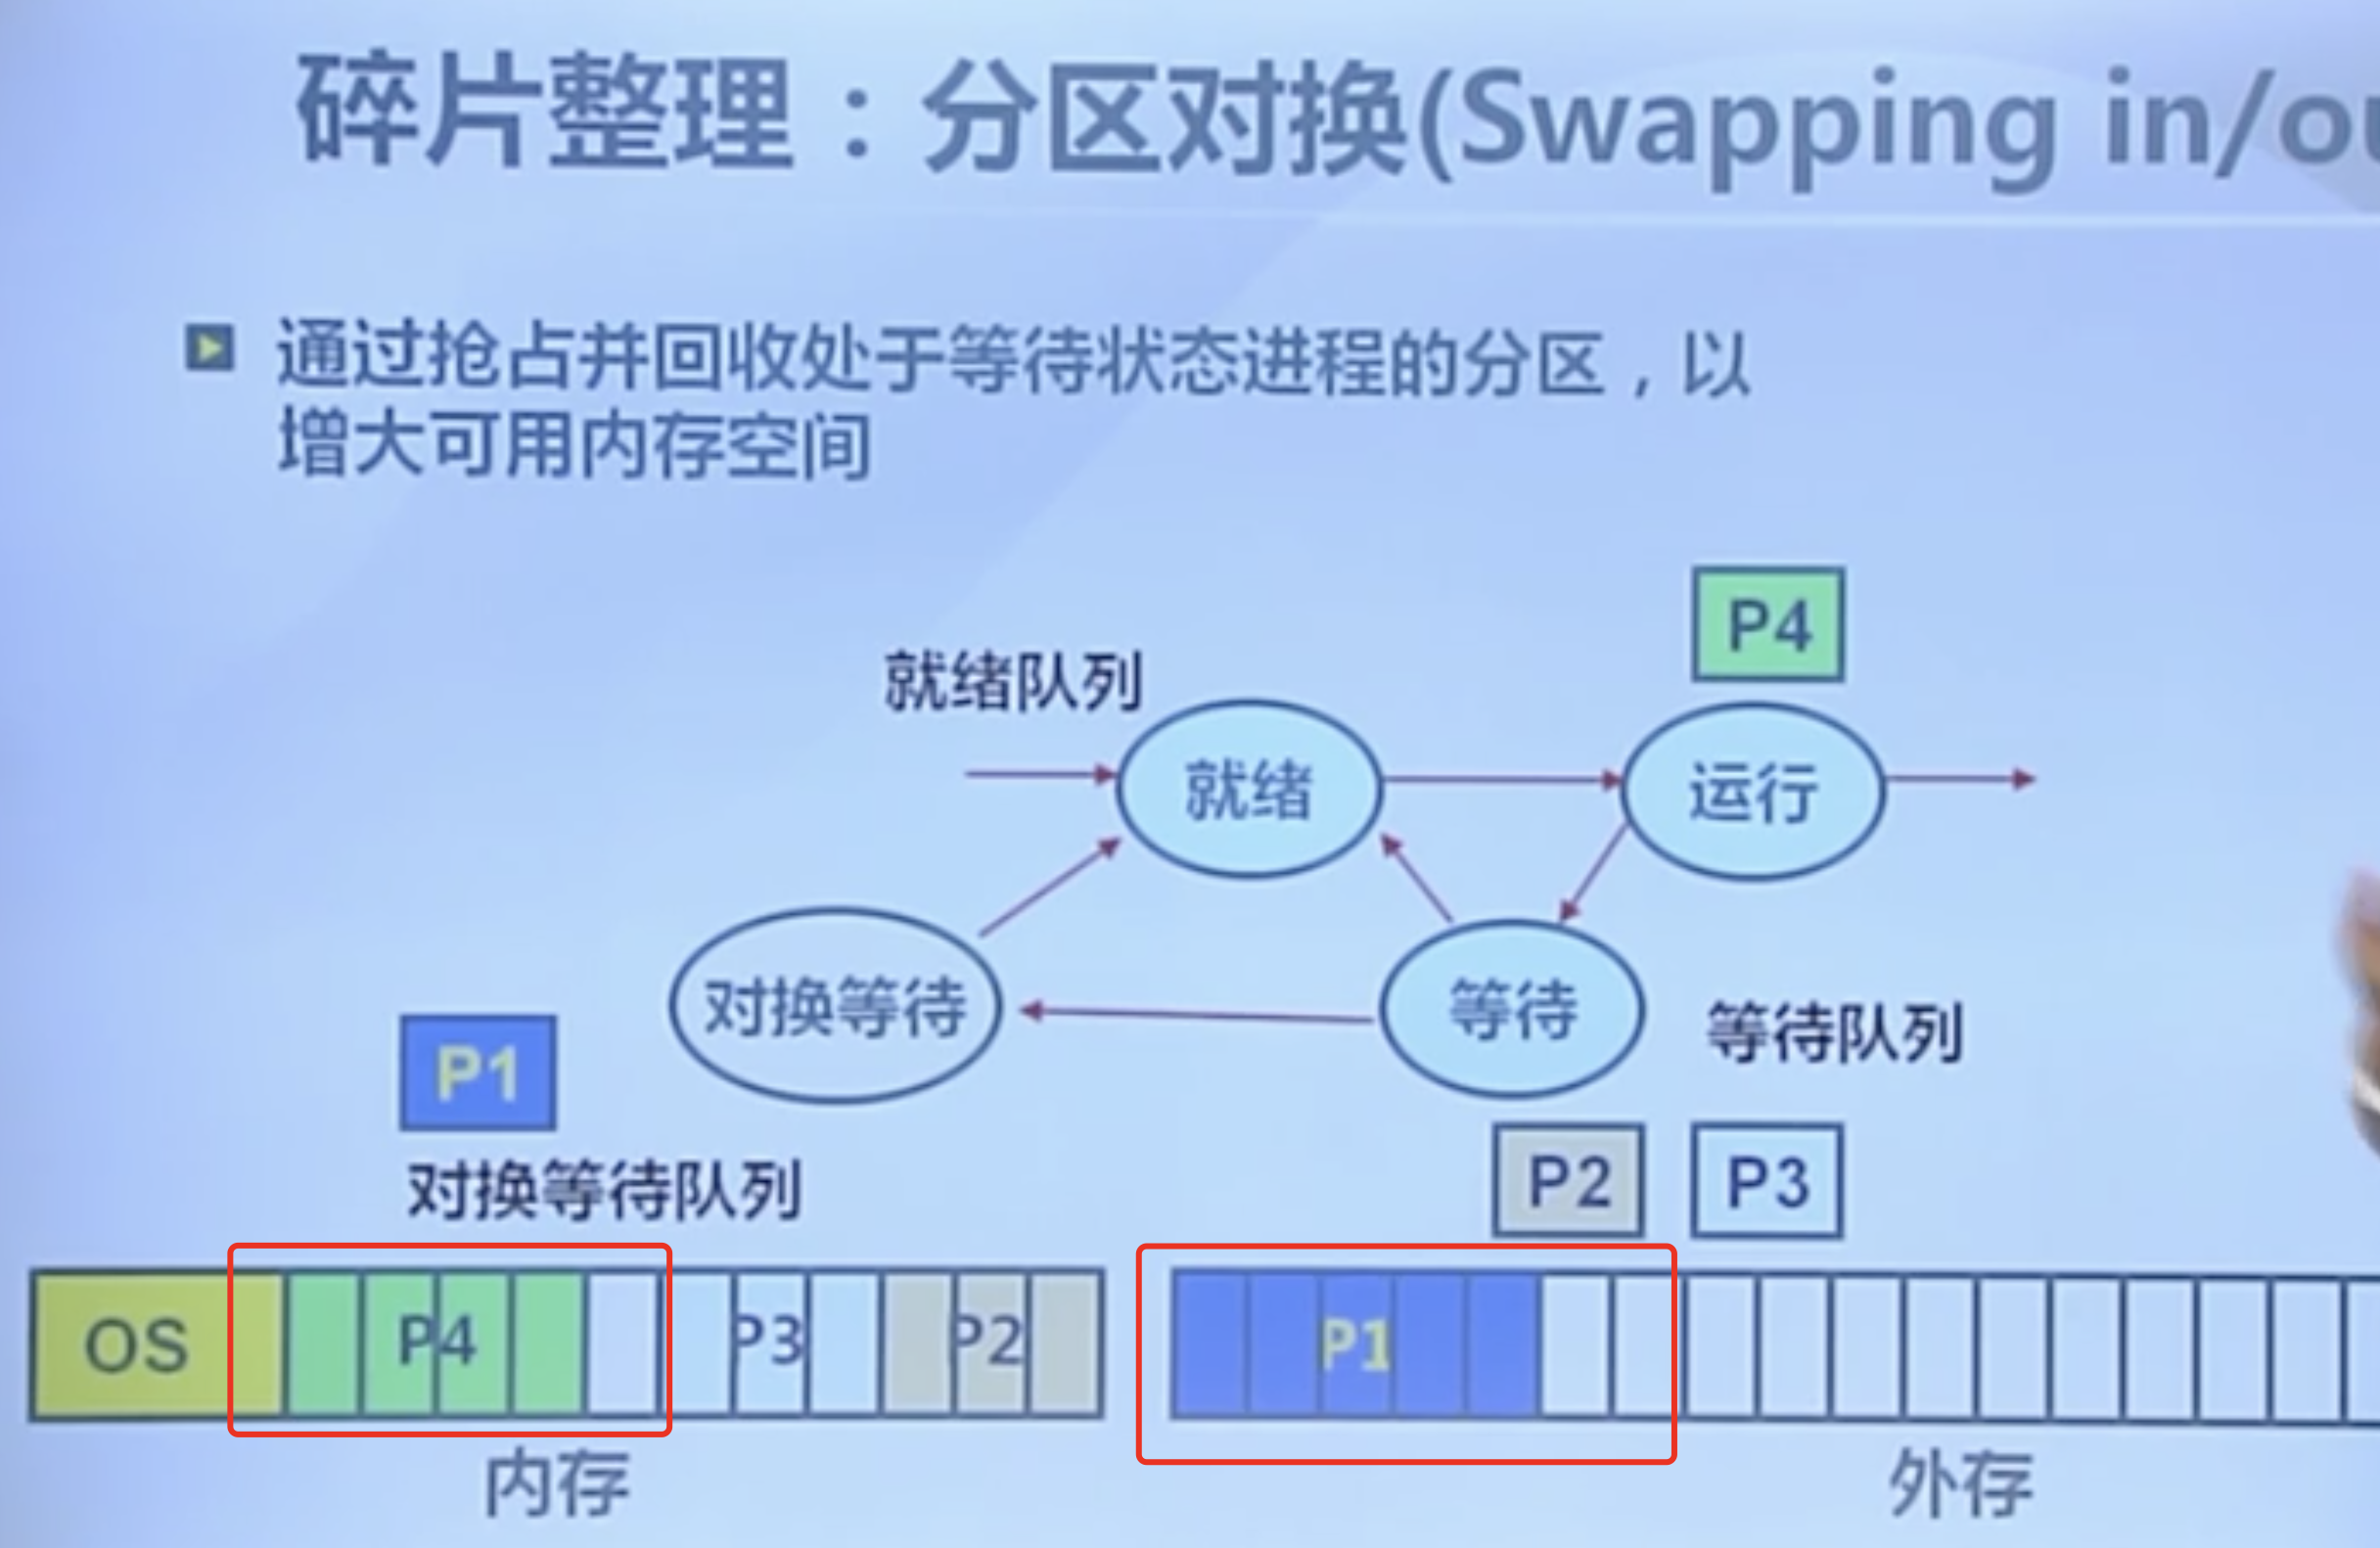 碎片整理：分区对换(Swapping in/ou
通过抢占并回收处于等待状态进程的分区，以
增大可用内存空间
P4
就绪队列
就绪
运行
对换等待
等待
等待队列
P1
对换等待队列
P2
P3
OS
P4
P3
P2
P1
内存
外存